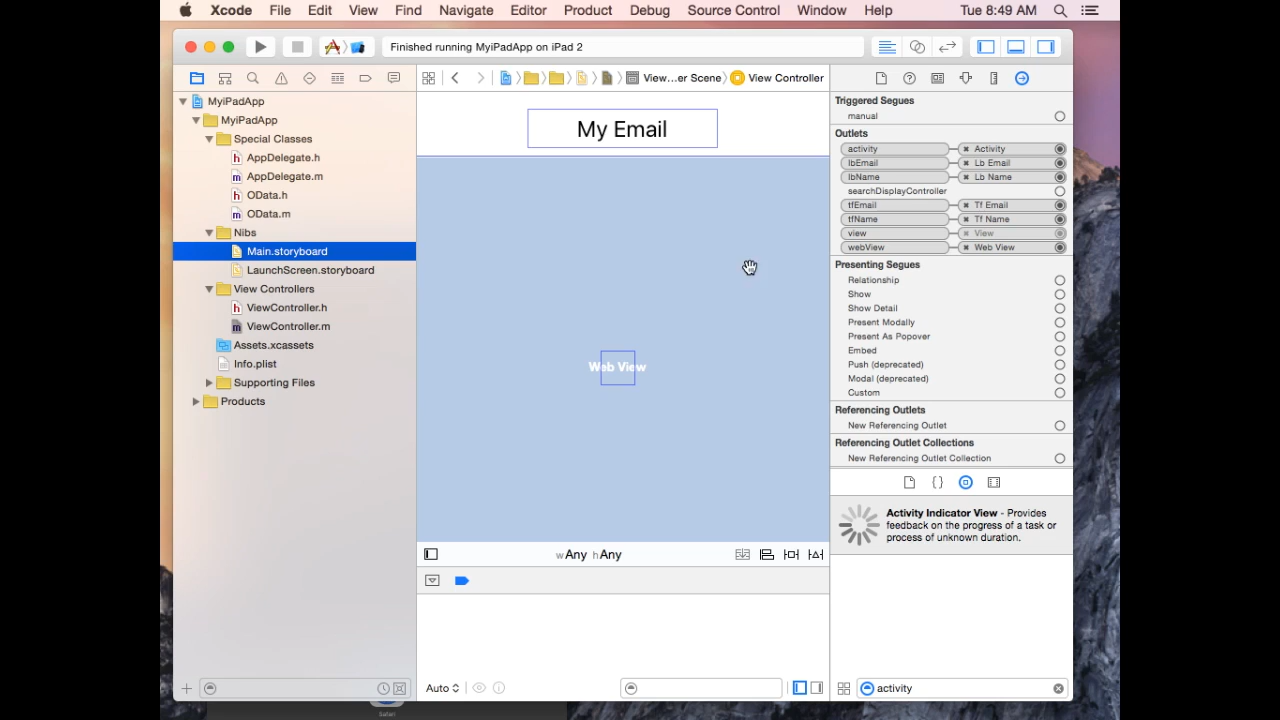 Xcode File Edit View Find Navigate Editor Product Debug Source Control Window Help Tue 8:49 AM
Finished running MyiPadApp on iPad 2
View...er Scene View Controller
MyiPadApp
MyiPadApp
Special Classes
AppDelegate.h
AppDelegate.m
OData.h
OData.m
Nibs
Main.storyboard
LaunchScreen.storyboard
View Controllers
ViewController.h
ViewController.m
Assets.xcassets
Info.plist
Supporting Files
Products
My Email
Web View
wAny hAny
Auto
Triggered Segues
manual
Outlets
activity Activity
lbEmail Lb Email
lbName Lb Name
searchDisplayController
tfEmail Tf Email
tfName Tf Name
view View
webView Web View
Presenting Segues
Relationship
Show
Show Detail
Present Modally
Present As Popover
Embed
Push (deprecated)
Modal (deprecated)
Custom
Referencing Outlets
New Referencing Outlet
Referencing Outlet Collections
New Referencing Outlet Collection
Activity Indicator View - Provides
feedback on the progress of a task or
process of unknown duration.
activity
Safari